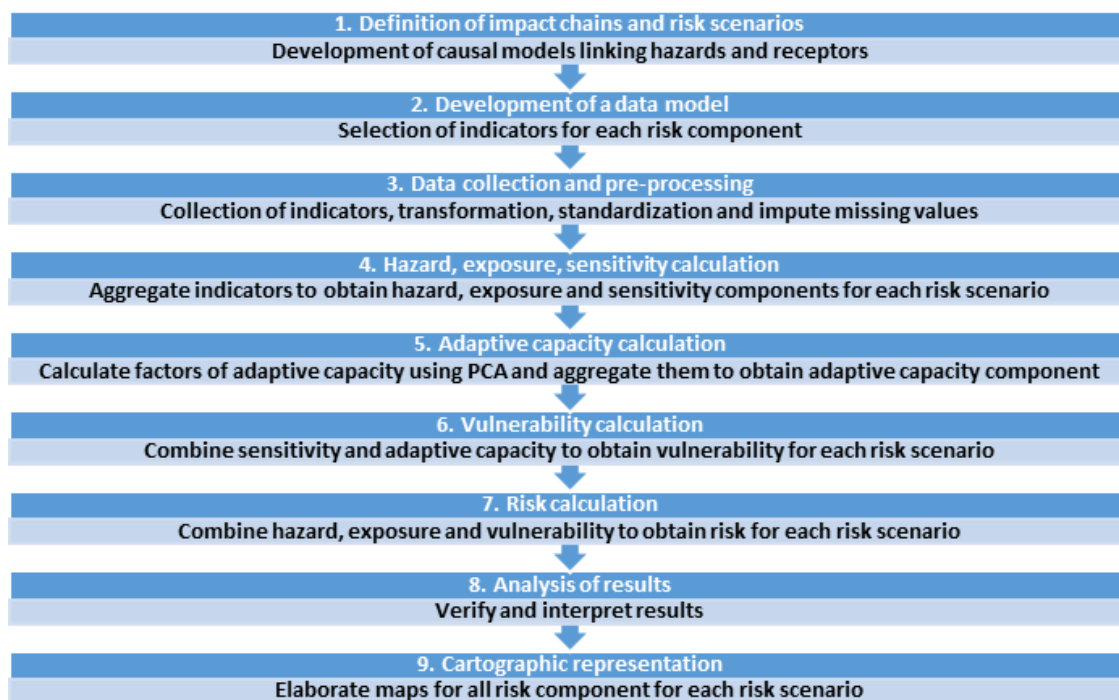 1. Definition of impact chains and risk scenarios
Development of causal models linking hazards and receptors
2. Development of a data model
Selection of indicators for each risk component
3. Data collection and pre-processing
Collection of indicators, transformation, standardization and impute missing values
4. Hazard, exposure, sensitivity calculation
Aggregate indicators to obtain hazard, exposure and sensitivity components for each risk scenario
5. Adaptive capacity calculation
Calculate factors of adaptive capacity using PCA and aggregate them to obtain adaptive capacity component
6. Vulnerability calculation
Combine sensitivity and adaptive capacity to obtain vulnerability for each risk scenario
7. Risk calculation
Combine hazard, exposure and vulnerability to obtain risk for each risk scenario
8. Analysis of results
Verify and interpret results
9. Cartographic representation
Elaborate maps for all risk component for each risk scenario